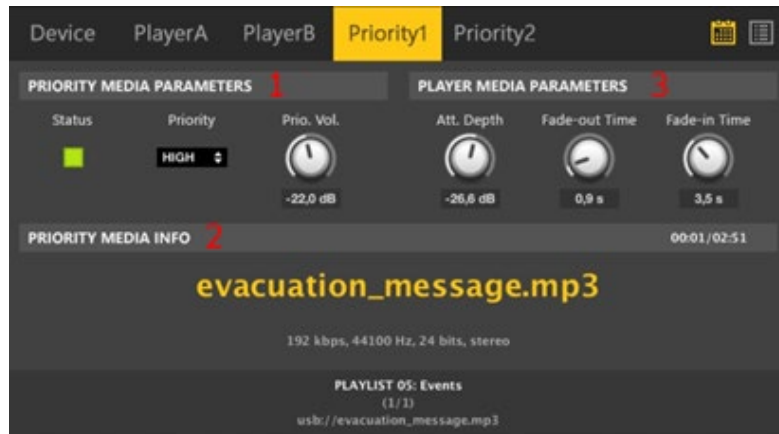 Device PlayerA PlayerB Priority1 Priority2
PRIORITY MEDIA PARAMETERS 1
Status Priority Prio. Vol.
HIGH
-22,0 dB
PLAYER MEDIA PARAMETERS 3
Att. Depth Fade-out Time Fade-in Time
-26,6 dB 0,9 s 3,5 s
PRIORITY MEDIA INFO 2 00:01/02:51
evacuation_message.mp3
192 kbps, 44100 Hz, 24 bits, stereo
PLAYLIST 05: Events
(1/1)
usb://evacuation_message.mp3